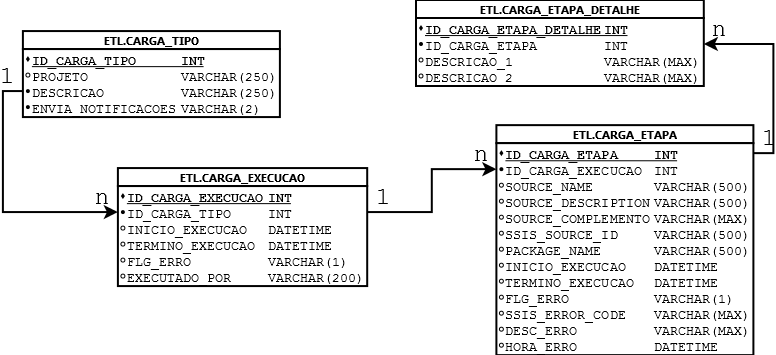 ETL.CARGA_TIPO
ID_CARGA_TIPO INT
PROJETO VARCHAR(250)
DESCRICAO VARCHAR(250)
ENVIA_NOTIFICACOES VARCHAR(2)
1
n
ETL.CARGA_EXECUCAO
ID_CARGA_EXECUCAO INT
ID_CARGA_TIPO INT
INICIO_EXECUCAO DATETIME
TERMINO_EXECUCAO DATETIME
FLG_ERRO VARCHAR(1)
EXECUTADO_POR VARCHAR(200)
1
n
ETL.CARGA_ETAPA_DETALHE
ID_CARGA_ETAPA_DETALHE INT
ID_CARGA_ETAPA INT
DESCRICAO_1 VARCHAR(MAX)
DESCRICAO_2 VARCHAR(MAX)
n
1
ETL.CARGA_ETAPA
ID_CARGA_ETAPA INT
ID_CARGA_EXECUCAO INT
SOURCE_NAME VARCHAR(500)
SOURCE_DESCRIPTION VARCHAR(500)
SOURCE_COMPLEMENTO VARCHAR(MAX)
SSIS_SOURCE_ID VARCHAR(500)
PACKAGE_NAME VARCHAR(500)
INICIO_EXECUCAO DATETIME
TERMINO_EXECUCAO DATETIME
FLG_ERRO VARCHAR(1)
SSIS_ERROR_CODE VARCHAR(MAX)
DESC_ERRO VARCHAR(MAX)
HORA_ERRO DATETIME